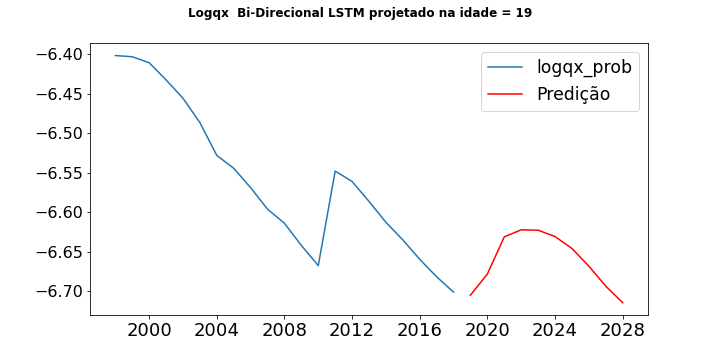 Logqx  Bi-Direcional LSTM projetado na idade = 19
−6.40
−6.45
−6.50
−6.55
−6.60
−6.65
−6.70
logqx_prob
Predição
2000 2004 2008 2012 2016 2020 2024 2028